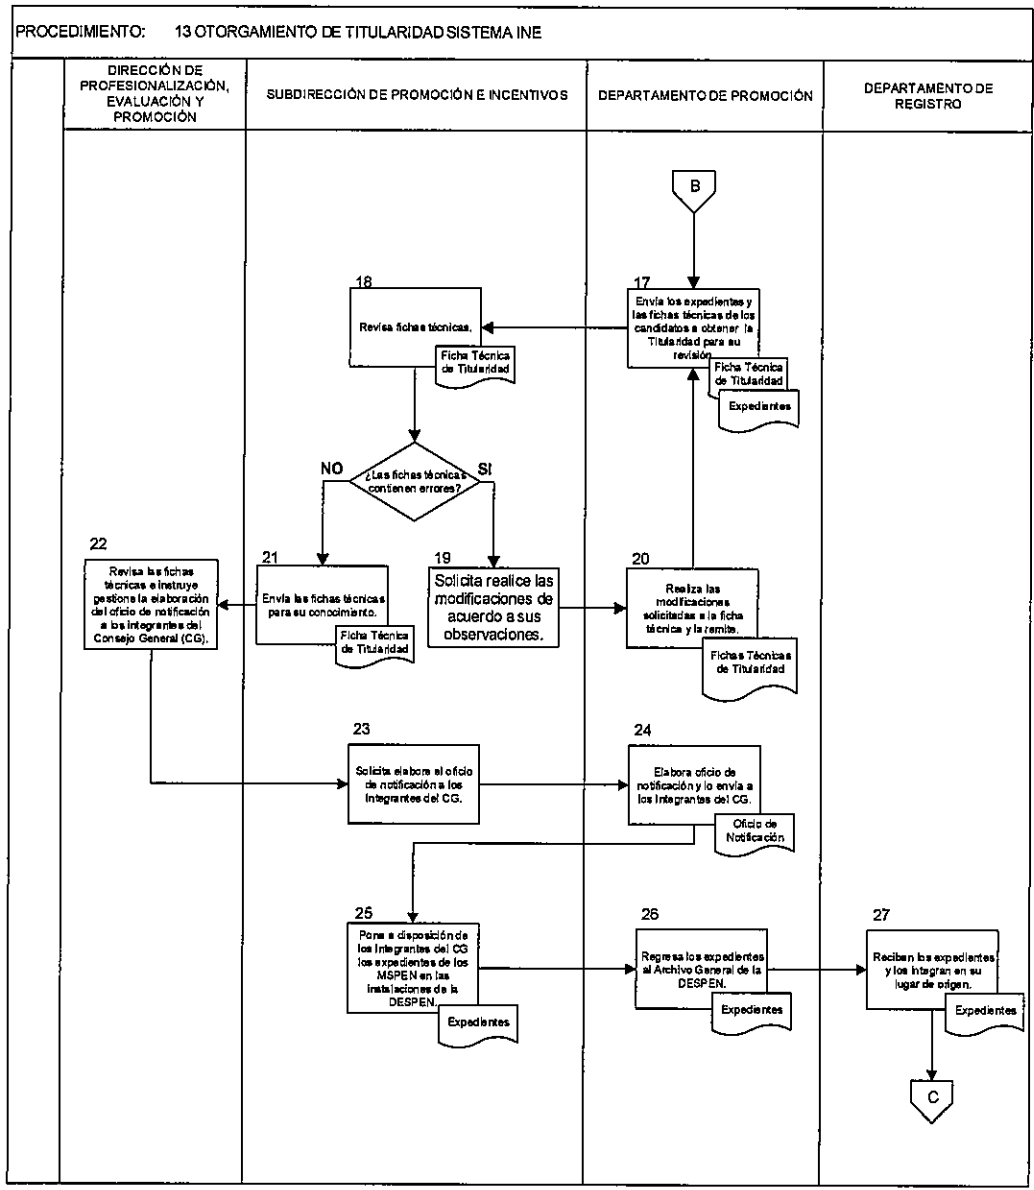 PROCEDIMIENTO: 13 OTORGAMIENTO DE TITULARIDAD SISTEMA INE
DIRECCIÓN DE
PROFESIONALIZACIÓN,
EVALUACIÓN Y
PROMOCIÓN
SUBDIRECCIÓN DE PROMOCIÓN E INCENTIVOS
DEPARTAMENTO DE PROMOCIÓN
DEPARTAMENTO DE
REGISTRO
B
17
Envía los expedientes y
las fichas técnicas de los
candidatos a obtener la
Titularidad para su
revisión.
Ficha Técnica
de Titularidad
Expedientes
18
Revisa fichas técnicas.
Ficha Técnica
de Titularidad
¿Las fichas técnicas
contienen errores?
NO
SI
19
Solicita realice las
modificaciones de
acuerdo a sus
observaciones.
20
Realiza las
modificaciones
solicitadas a la ficha
técnica y la remite.
Fichas Técnicas
de Titularidad
21
Envía las fichas técnicas
para su conocimiento.
Ficha Técnica
de Titularidad
22
Revisa las fichas
técnicas e instruye
gestione la elaboración
del oficio de notificación
a los integrantes del
Consejo General (CG).
23
Solicita elabore el oficio
de notificación a los
Integrantes del CG.
24
Elabora oficio de
notificación y lo envía a
los Integrantes del CG.
Oficio de
Notificación
25
Pone a disposición de
los Integrantes del CG
los expedientes de los
MSPEN en las
instalaciones de la
DESPEN.
Expedientes
26
Regresa los expedientes
al Archivo General de la
DESPEN.
Expedientes
27
Reciben los expedientes
y los integran en su
lugar de origen.
Expedientes
C